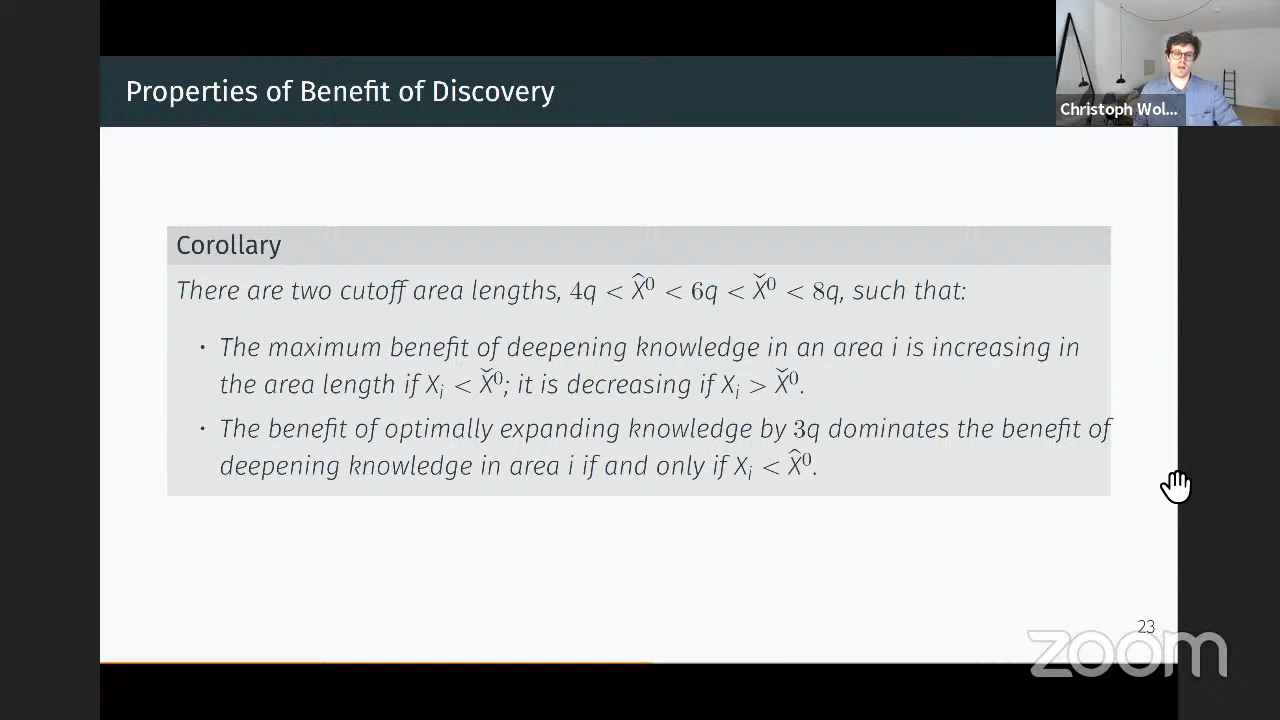 Properties of Benefit of Discovery
Christoph Wol...
Corollary
There are two cutoff area lengths, 4q < X̂⁰ < 6q < X̌⁰ < 8q, such that:
· The maximum benefit of deepening knowledge in an area i is increasing in
the area length if Xᵢ < X̌⁰; it is decreasing if Xᵢ > X̌⁰.
· The benefit of optimally expanding knowledge by 3q dominates the benefit of
deepening knowledge in area i if and only if Xᵢ < X̂⁰.
23
zoom